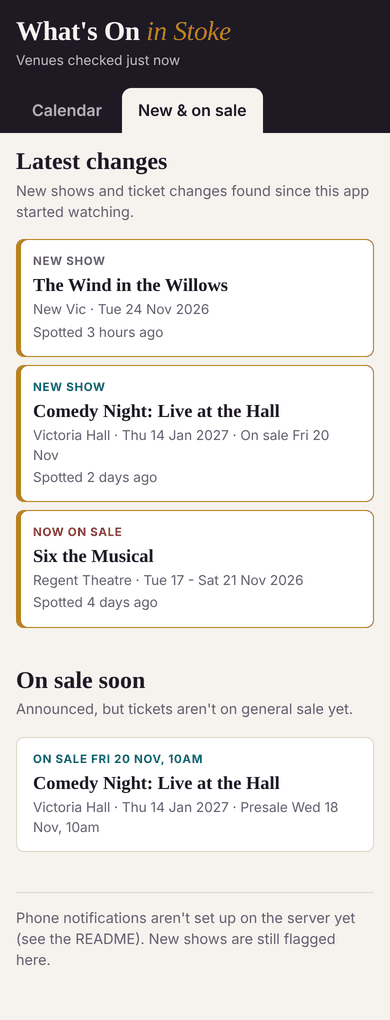 What's On in Stoke
Venues checked just now
Calendar
New & on sale
Latest changes
New shows and ticket changes found since this app
started watching.
NEW SHOW
The Wind in the Willows
New Vic · Tue 24 Nov 2026
Spotted 3 hours ago
NEW SHOW
Comedy Night: Live at the Hall
Victoria Hall · Thu 14 Jan 2027 · On sale Fri 20
Nov
Spotted 2 days ago
NOW ON SALE
Six the Musical
Regent Theatre · Tue 17 - Sat 21 Nov 2026
Spotted 4 days ago
On sale soon
Announced, but tickets aren't on general sale yet.
ON SALE FRI 20 NOV, 10AM
Comedy Night: Live at the Hall
Victoria Hall · Thu 14 Jan 2027 · Presale Wed 18
Nov, 10am
Phone notifications aren't set up on the server yet
(see the README). New shows are still flagged
here.